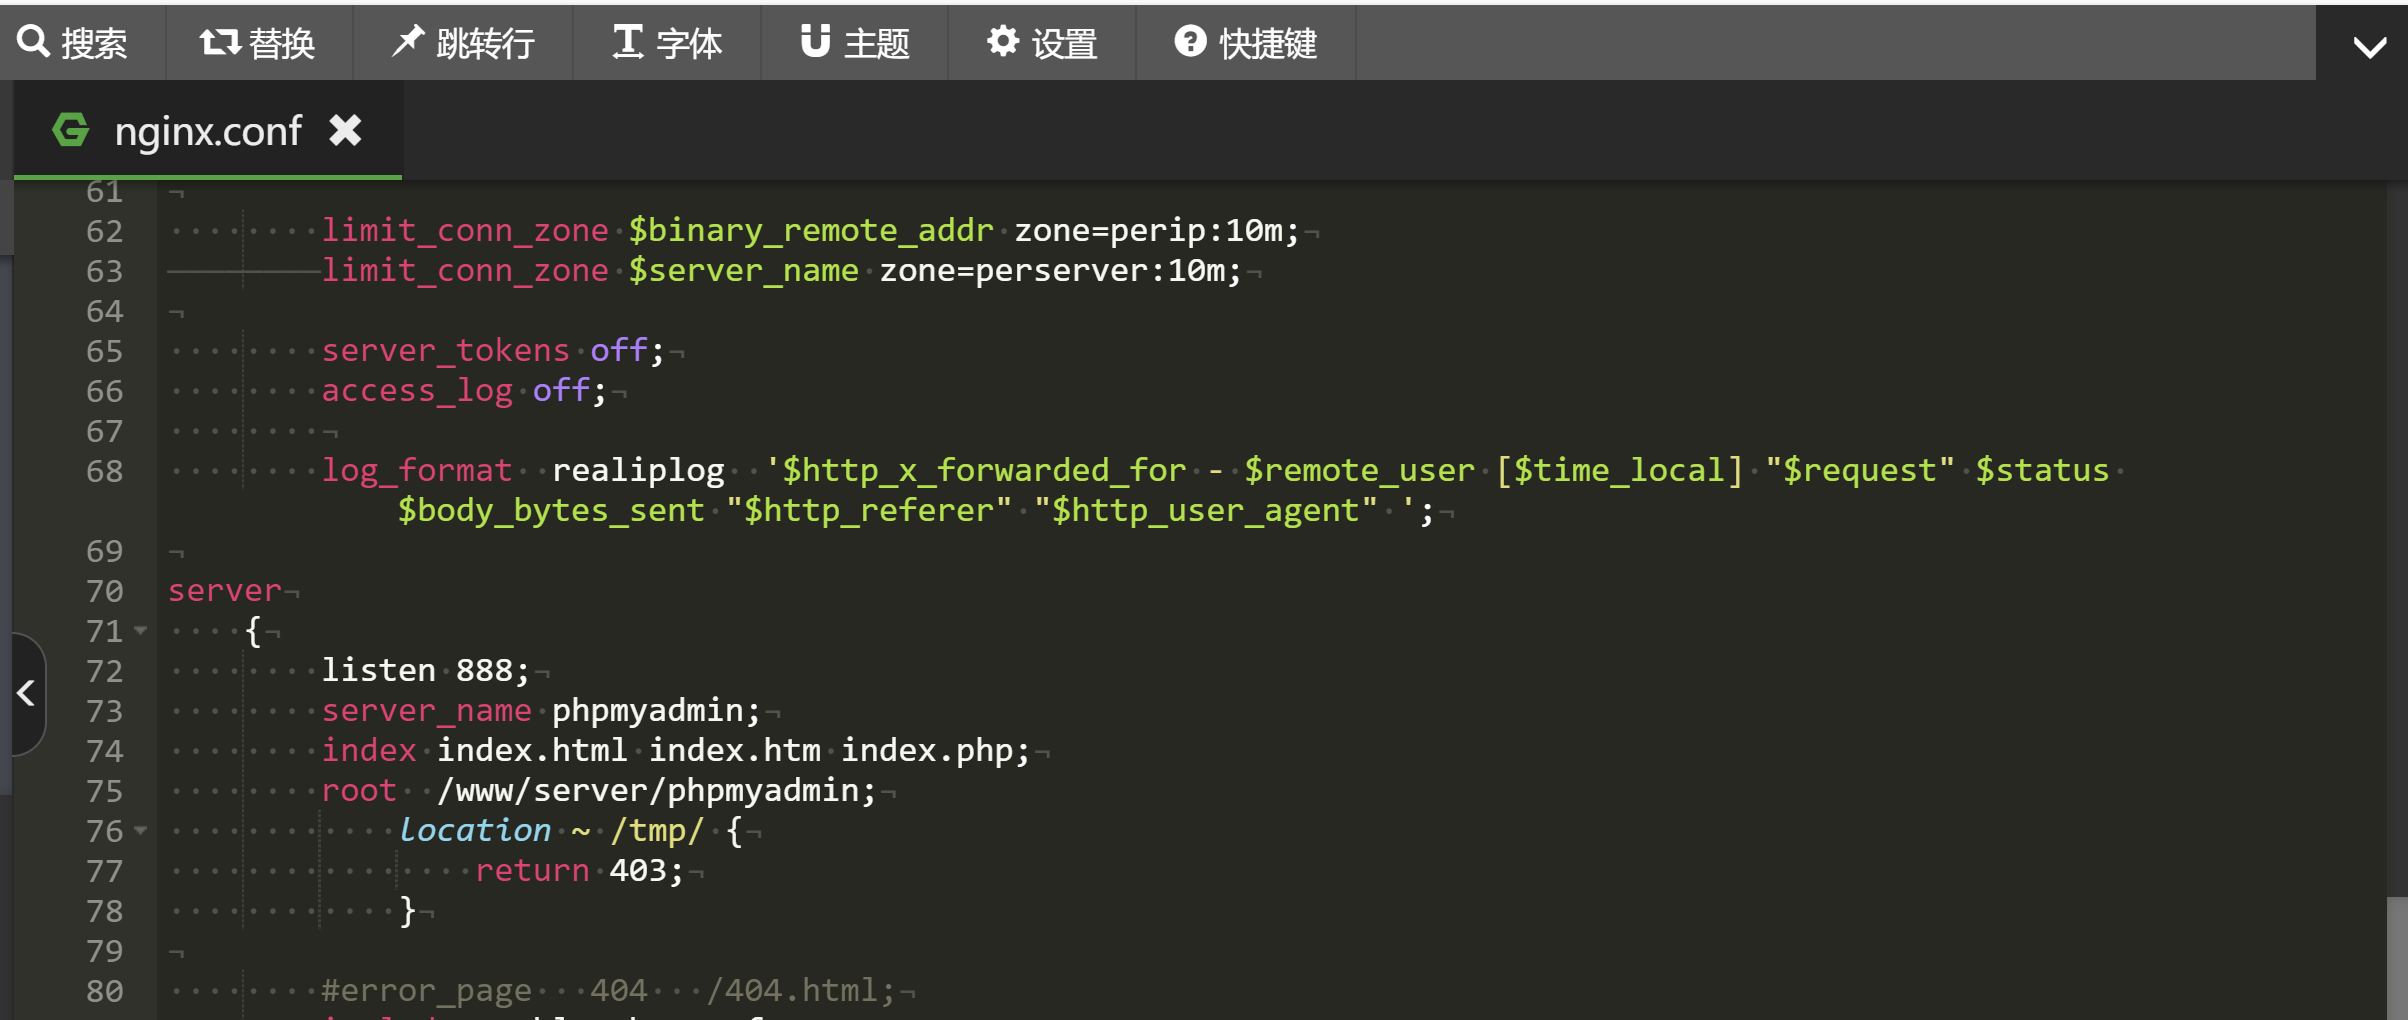 搜索 替换 跳转行 字体 主题 设置 快捷键
nginx.conf
61
62 limit_conn_zone $binary_remote_addr zone=perip:10m;
63 limit_conn_zone $server_name zone=perserver:10m;
64
65 server_tokens off;
66 access_log off;
67
68 log_format  realiplog  '$http_x_forwarded_for - $remote_user [$time_local] "$request" $status
$body_bytes_sent "$http_referer" "$http_user_agent" ';
69
70 server
71 {
72 listen 888;
73 server_name phpmyadmin;
74 index index.html index.htm index.php;
75 root  /www/server/phpmyadmin;
76 location ~ /tmp/ {
77 return 403;
78 }
79
80 #error_page   404   /404.html;